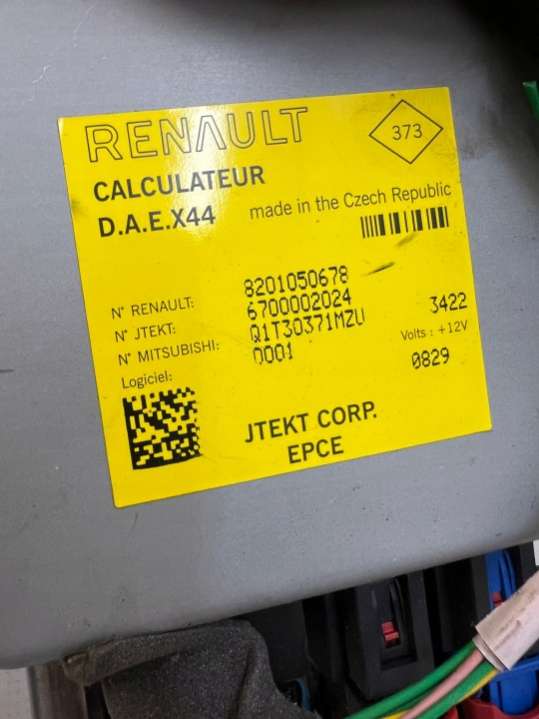 RENAULT
373
CALCULATEUR
D.A.E.X44
made in the Czech Republic
N° RENAULT: 8201050678
N° JTEKT: 6700002024
N° MITSUBISHI: Q1T30371MZU 3422
Logiciel: 0001 Volts : +12V
0829
JTEKT CORP.
EPCE